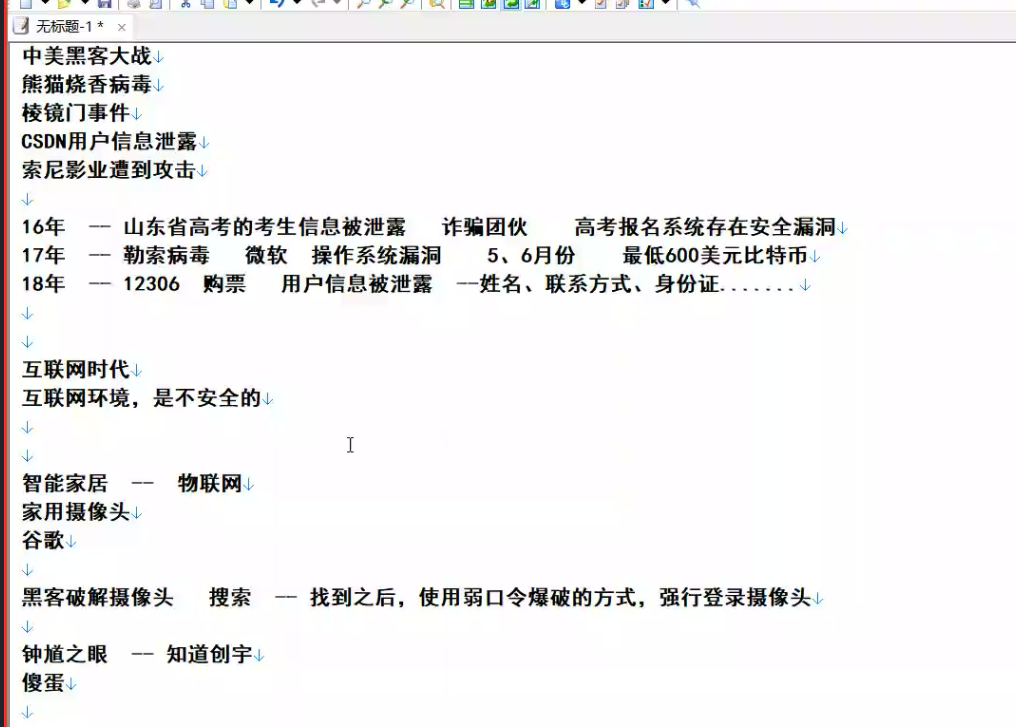 无标题-1 *
中美黑客大战
熊猫烧香病毒
棱镜门事件
CSDN用户信息泄露
索尼影业遭到攻击
16年 -- 山东省高考的考生信息被泄露 诈骗团伙 高考报名系统存在安全漏洞
17年 -- 勒索病毒 微软 操作系统漏洞 5、6月份 最低600美元比特币
18年 -- 12306 购票 用户信息被泄露 --姓名、联系方式、身份证.......
互联网时代
互联网环境，是不安全的
智能家居 -- 物联网
家用摄像头
谷歌
黑客破解摄像头 搜索 -- 找到之后，使用弱口令爆破的方式，强行登录摄像头
钟馗之眼 -- 知道创宇
傻蛋